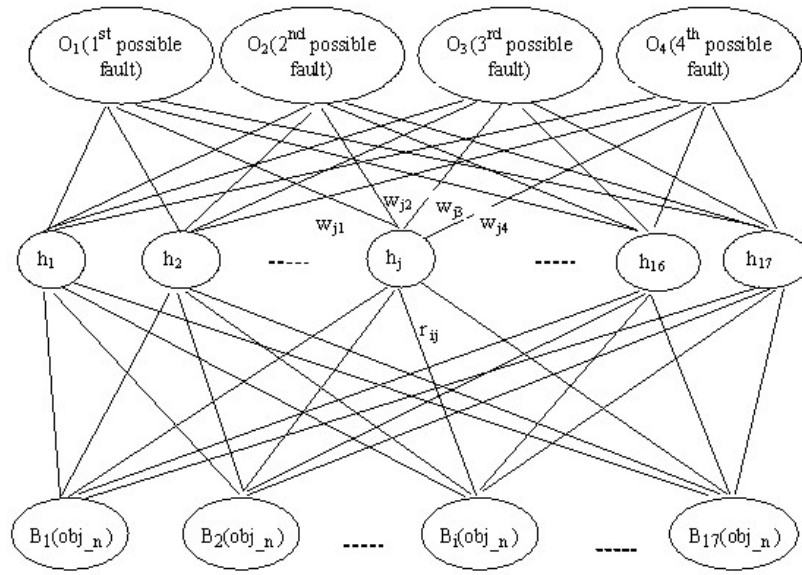 O1(1st possible fault) O2(2nd possible fault) O3(3rd possible fault) O4(4th possible fault)
wj1 wj2 wj3 wj4
h1 h2 ------ hj ----- h16 h17
rij
B1(obj_n) B2(obj_n) ----- Bi(obj_n) ----- B17(obj_n)